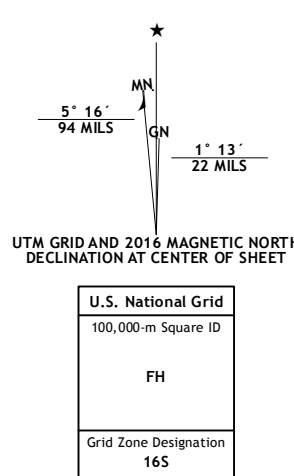 ★
MN
5° 16´
94 MILS
GN
1° 13´
22 MILS
UTM GRID AND 2016 MAGNETIC NORTH
DECLINATION AT CENTER OF SHEET
U.S. National Grid
100,000-m Square ID
FH
Grid Zone Designation
16S